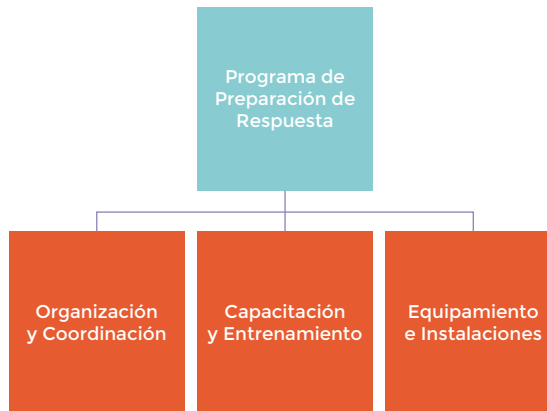 Programa de
Preparación de
Respuesta
Organización
y Coordinación
Capacitación
y Entrenamiento
Equipamiento
e Instalaciones